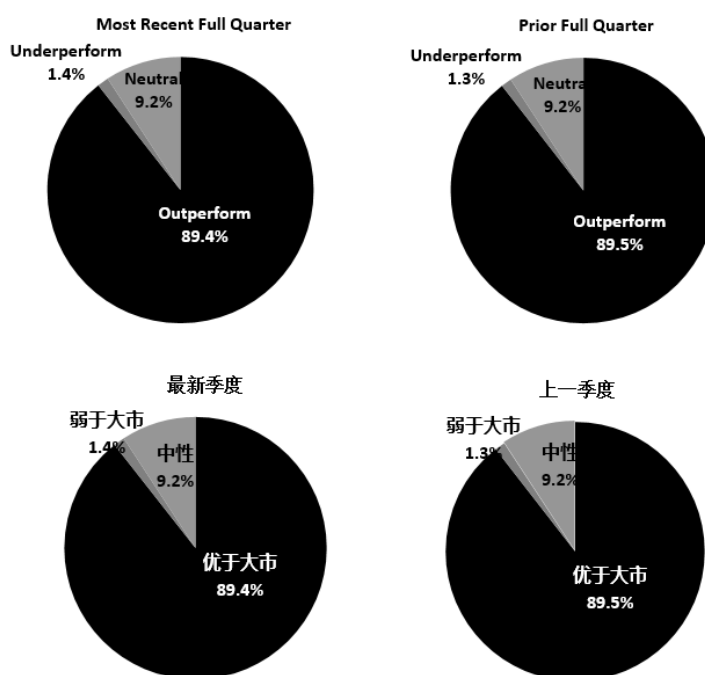 Most Recent Full Quarter
Underperform
1.4%
Neutral
9.2%
Outperform
89.4%
Prior Full Quarter
Underperform
1.3%
Neutral
9.2%
Outperform
89.5%
最新季度
弱于大市
1.4%
中性
9.2%
优于大市
89.4%
上一季度
弱于大市
1.3%
中性
9.2%
优于大市
89.5%